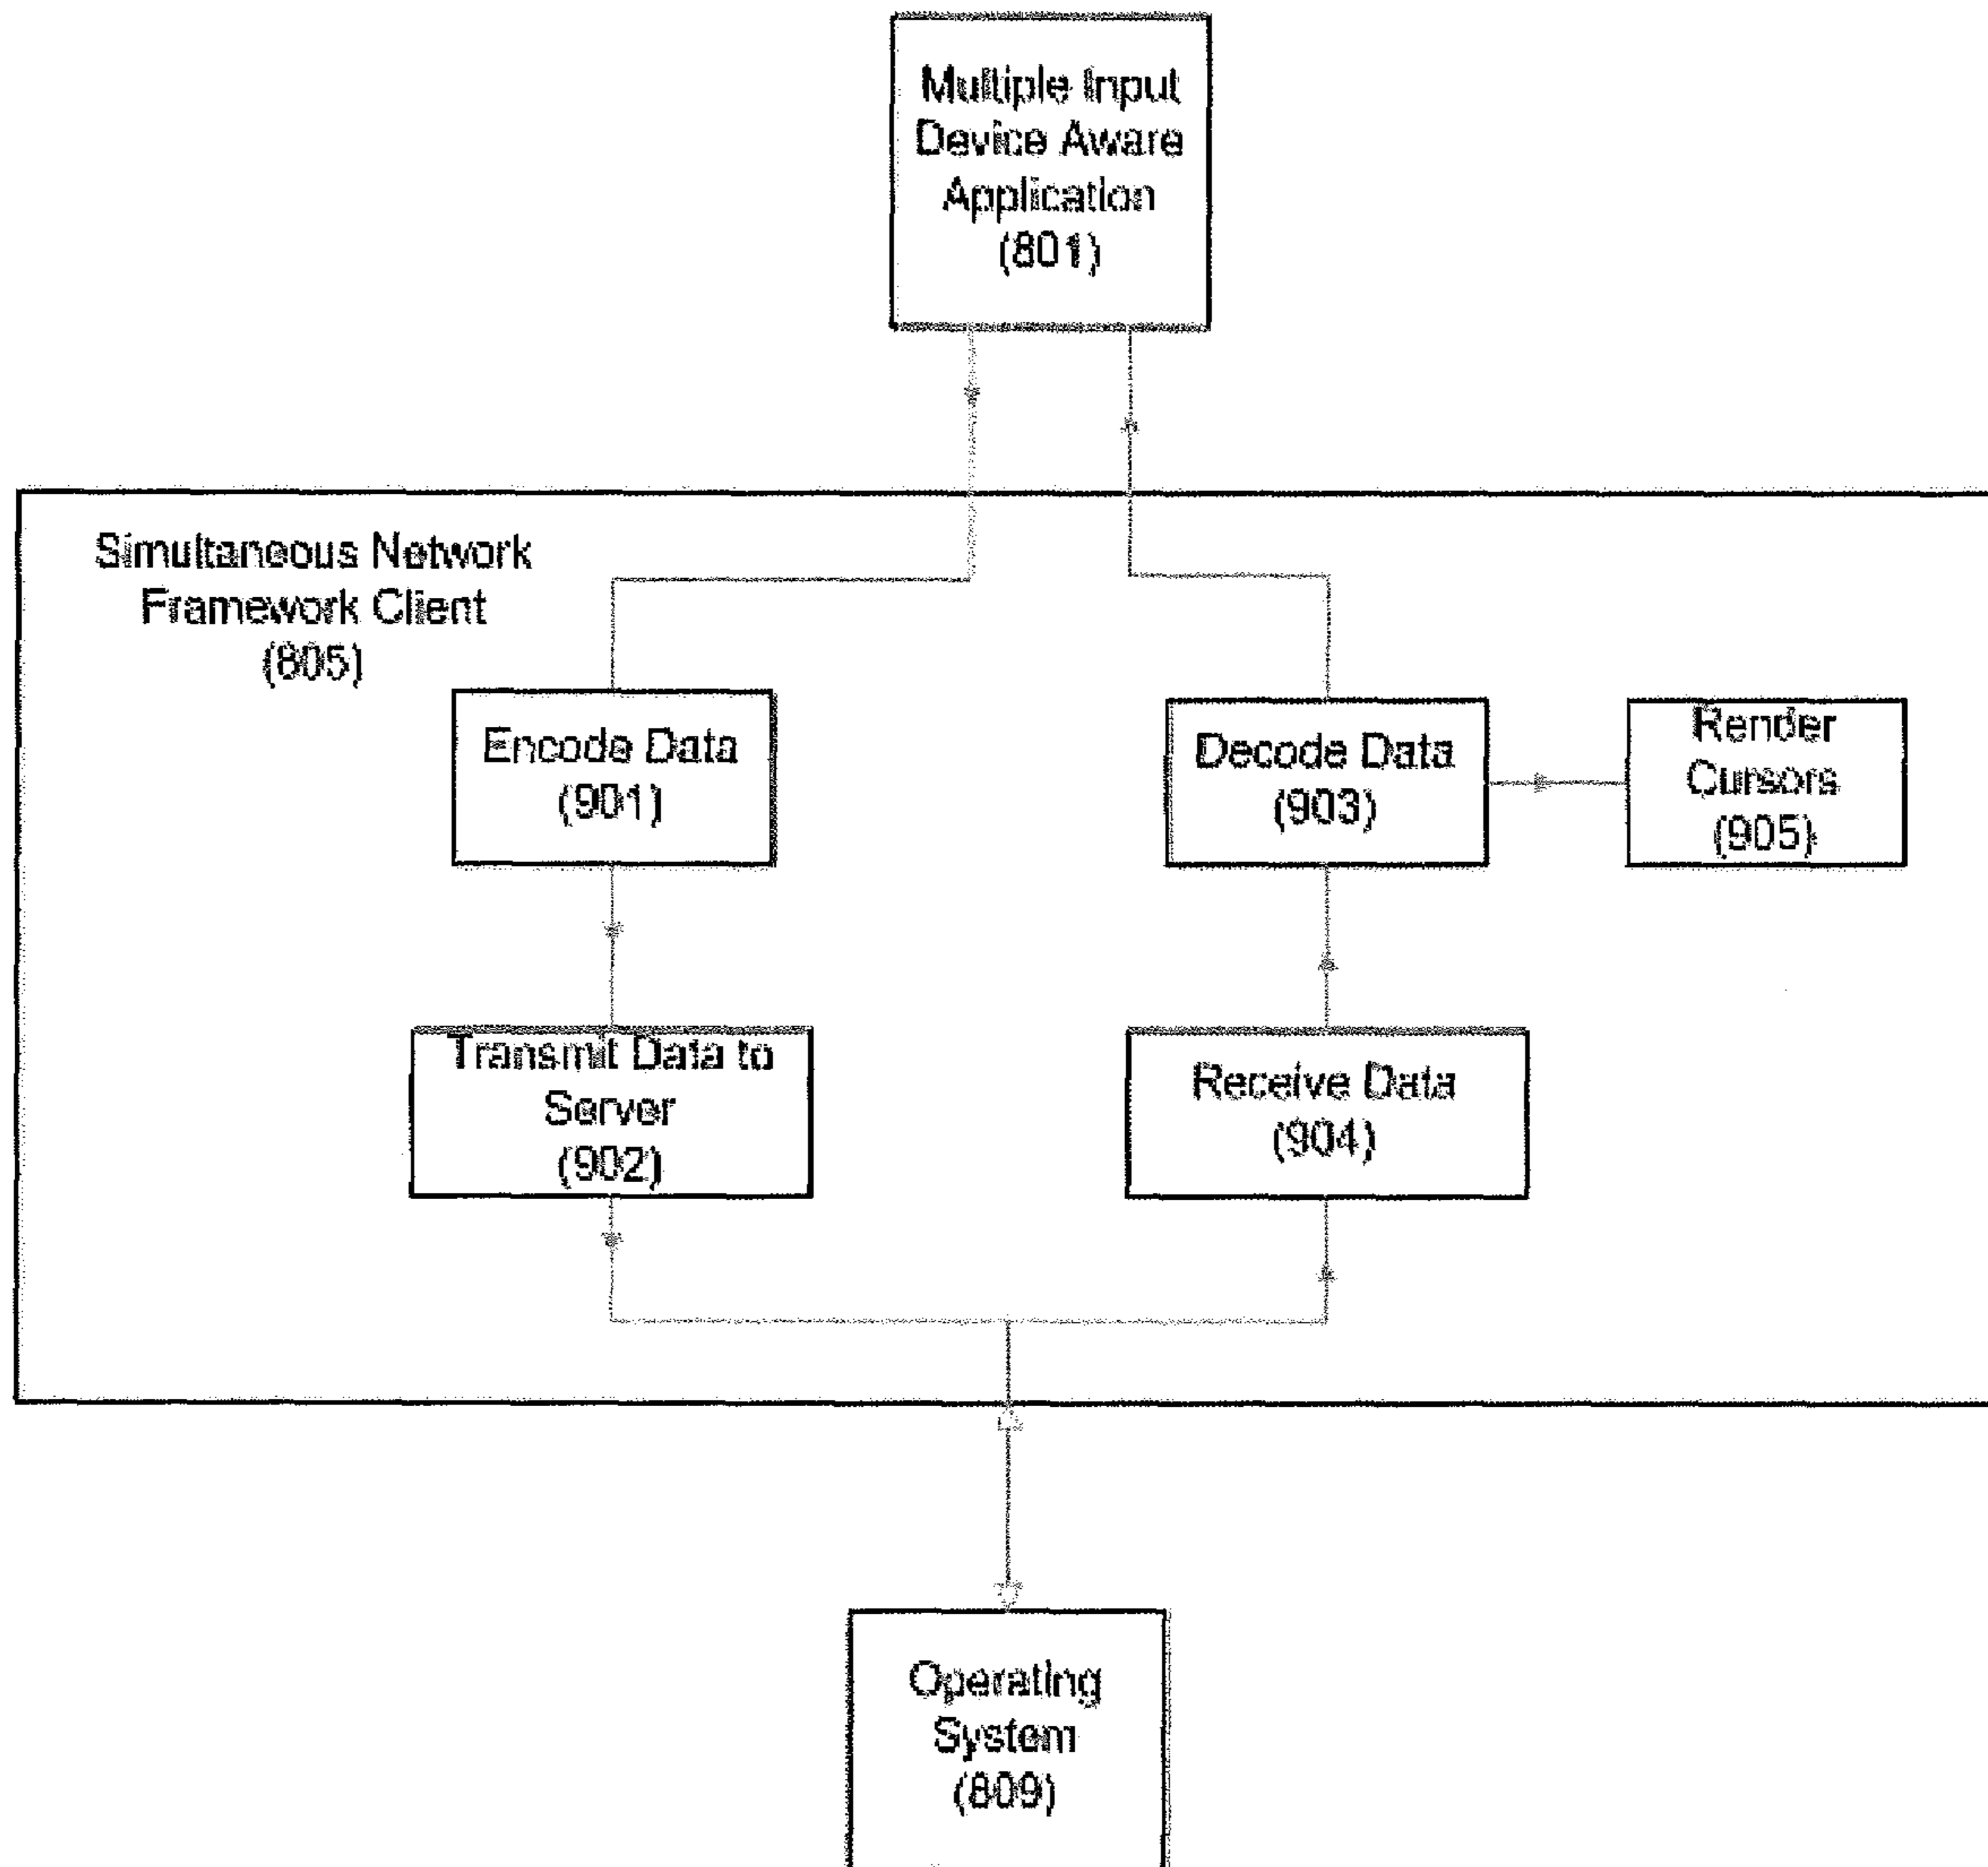 Multiple Input
Device Aware
Application
(801)
Simultaneous Network
Framework Client
(805)
Encode Data
(901)
Decode Data
(903)
Render
Cursors
(905)
Transmit Data to
Server
(902)
Receive Data
(904)
Operating
System
(809)